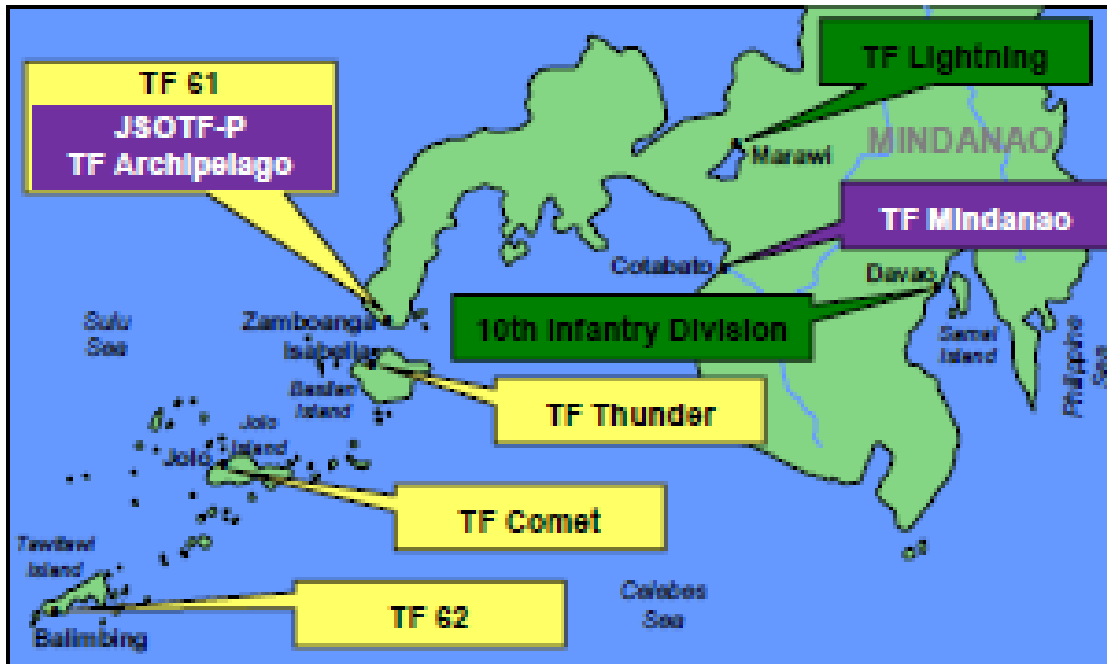 TF Lightning
TF 61
JSOTF-P
TF Archipelago
Marawi
MINDANAO
TF Mindanao
Cotabato
Davao
Sulu
Sea
Zamboanga
10th Infantry Division
Samal
Island
Philippine
Sea
Isabella
Basilan
Island
TF Thunder
Jolo
Island
Jolo
TF Comet
Tawitawi
Island
Balimbing
TF 62
Celebes
Sea